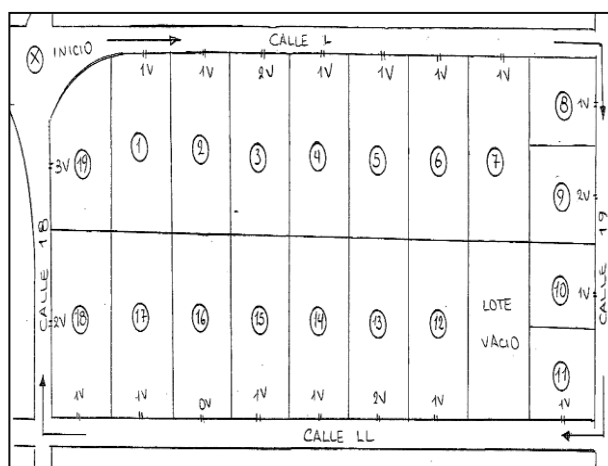 CALLE L
X INICIO
1V 1V 2V 1V 1V 1V 1V
8 1V
1 2 3 4 5 6 7
3V 19
9 2V
CALLE 18
CALLE 19
10 1V
2V 18 17 16 15 14 13 12
LOTE
VACIO
11
1V 1V 0V 1V 1V 2V 1V 1V
CALLE LL